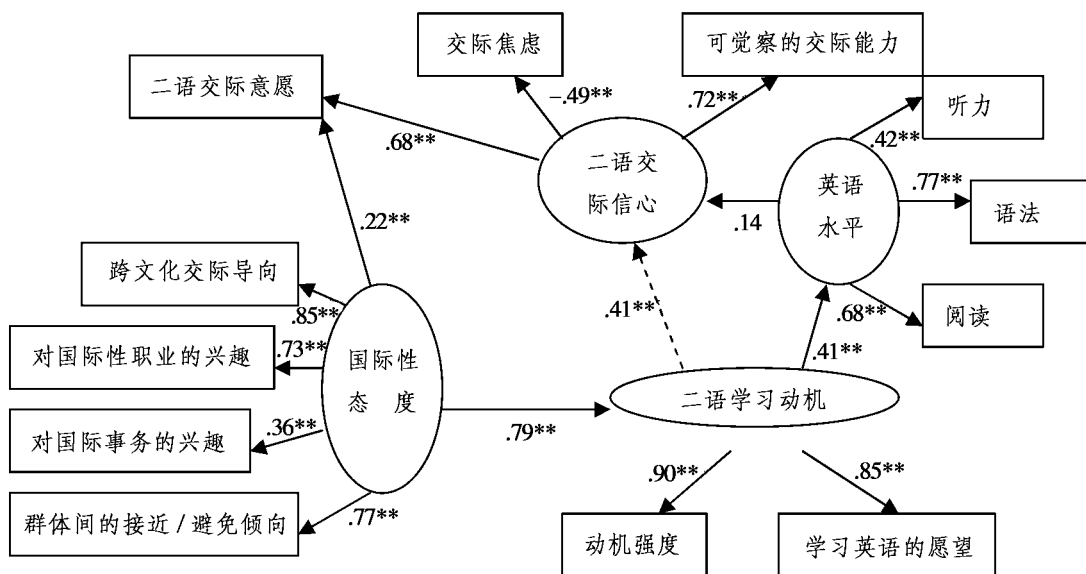 交际焦虑
可觉察的交际能力
二语交际意愿
听力
-.49**
.72**
.42**
.68**
二语交
际信心
英语
水平
.77**
语法
.14
.22**
跨文化交际导向
.85**
.41**
.68**
阅读
对国际性职业的兴趣
.73**
国际性
态 度
.41**
二语学习动机
对国际事务的兴趣
.36**
.79**
.90**
.85**
群体间的接近/避免倾向
.77**
动机强度
学习英语的愿望